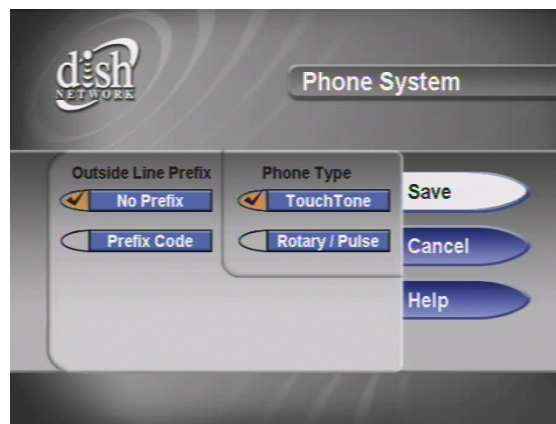 dish
NETWORK
Phone System
Outside Line Prefix
No Prefix
Prefix Code
Phone Type
TouchTone
Rotary / Pulse
Save
Cancel
Help